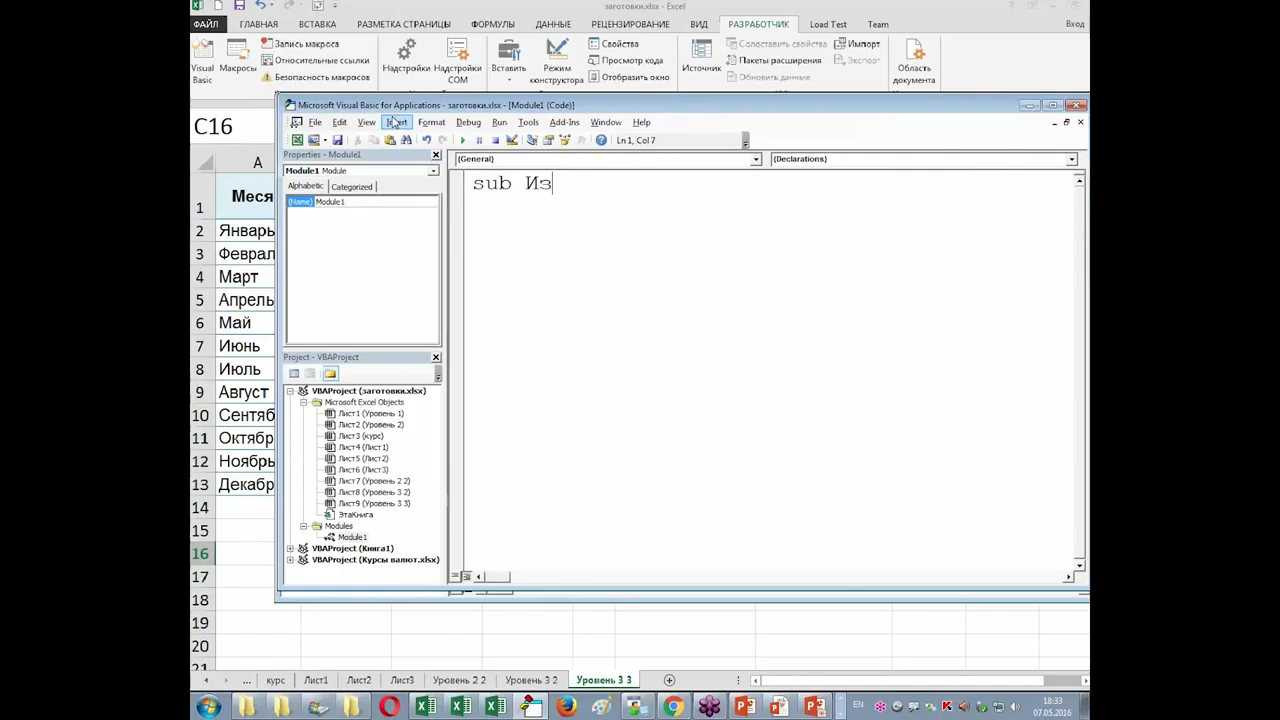 заготовки.xlsx - Excel
ФАЙЛ ГЛАВНАЯ ВСТАВКА РАЗМЕТКА СТРАНИЦЫ ФОРМУЛЫ ДАННЫЕ РЕЦЕНЗИРОВАНИЕ ВИД РАЗРАБОТЧИК Load Test Team Вход
Visual Basic
Макросы
Запись макроса
Относительные ссылки
Безопасность макросов
Надстройки
Надстройки COM
Вставить
Режим конструктора
Свойства
Просмотр кода
Отобразить окно
Источник
Сопоставить свойства
Пакеты расширения
Обновить данные
Импорт
Экспорт
Область документа
Microsoft Visual Basic for Applications - заготовки.xlsx - [Module1 (Code)]
File Edit View Insert Format Debug Run Tools Add-Ins Window Help
Ln 1, Col 7
C16
Properties - Module1
Module1 Module
Alphabetic Categorized
(Name) Module1
(General)
(Declarations)
sub Из
Project - VBAProject
VBAProject (заготовки.xlsx)
Microsoft Excel Objects
Лист1 (Уровень 1)
Лист2 (Уровень 2)
Лист3 (курс)
Лист4 (Лист1)
Лист5 (Лист2)
Лист6 (Лист3)
Лист7 (Уровень 2 2)
Лист8 (Уровень 3 2)
Лист9 (Уровень 3 3)
ЭтаКнига
Modules
Module1
VBAProject (Книга1)
VBAProject (Курсы валют.xlsx)
A
1 Меся
2 Январь
3 Феврал
4 Март
5 Апрель
6 Май
7 Июнь
8 Июль
9 Август
10 Сентяб
11 Октябр
12 Ноябрь
13 Декабр
14
15
16
17
18
19
20
21
... курс Лист1 Лист2 Лист3 Уровень 2 2 Уровень 3 2 Уровень 3 3
EN
18:33
07.05.2016